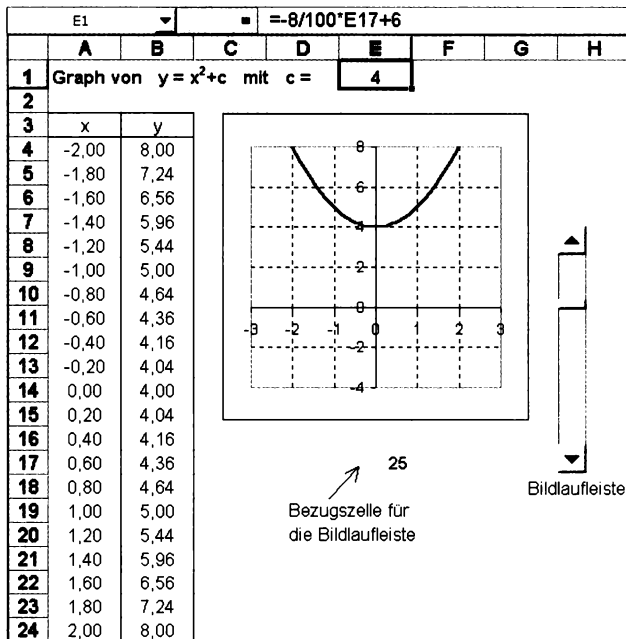 E1 =-8/100*E17+6
A B C D E F G H
1 Graph von y = x²+c mit c = 4
2
3 x y
4 -2,00 8,00
5 -1,80 7,24
6 -1,60 6,56
7 -1,40 5,96
8 -1,20 5,44
9 -1,00 5,00
10 -0,80 4,64
11 -0,60 4,36
12 -0,40 4,16
13 -0,20 4,04
14 0,00 4,00
15 0,20 4,04
16 0,40 4,16
17 0,60 4,36
18 0,80 4,64
19 1,00 5,00
20 1,20 5,44
21 1,40 5,96
22 1,60 6,56
23 1,80 7,24
24 2,00 8,00
8
6
4
2
0
-3 -2 -1 0 1 2 3
-2
-4
25
Bezugszelle für
die Bildlaufleiste
Bildlaufleiste